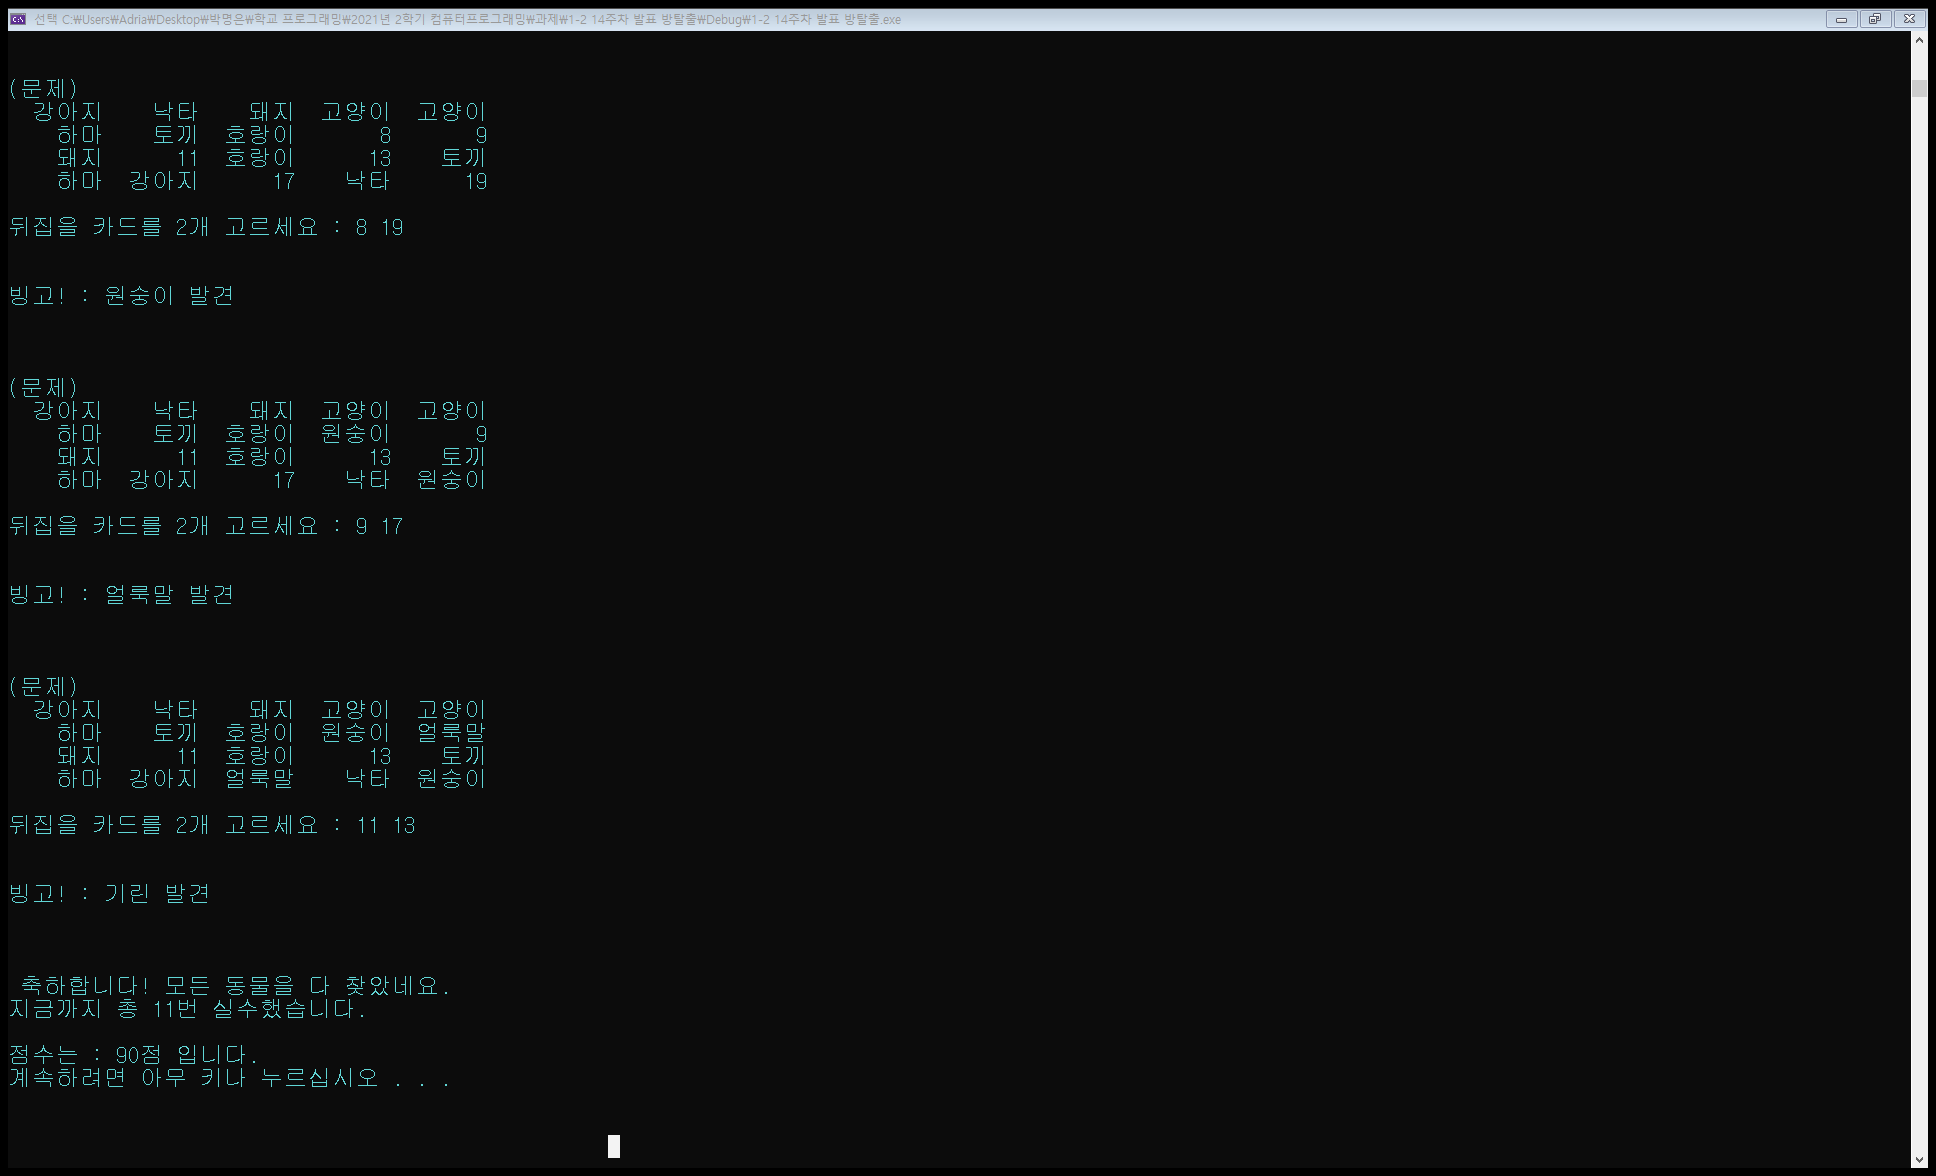 선택 C:\Users\Adria\Desktop\박명은\학교 프로그래밍\2021년 2학기 컴퓨터프로그래밍\과제\1-2 14주차 발표 방탈출\Debug\1-2 14주차 발표 방탈출.exe
(문제)
강아지 낙타 돼지 고양이 고양이
하마 토끼 호랑이 8 9
돼지 11 호랑이 13 토끼
하마 강아지 17 낙타 19
뒤집을 카드를 2개 고르세요 : 8 19
빙고! : 원숭이 발견
(문제)
강아지 낙타 돼지 고양이 고양이
하마 토끼 호랑이 원숭이 9
돼지 11 호랑이 13 토끼
하마 강아지 17 낙타 원숭이
뒤집을 카드를 2개 고르세요 : 9 17
빙고! : 얼룩말 발견
(문제)
강아지 낙타 돼지 고양이 고양이
하마 토끼 호랑이 원숭이 얼룩말
돼지 11 호랑이 13 토끼
하마 강아지 얼룩말 낙타 원숭이
뒤집을 카드를 2개 고르세요 : 11 13
빙고! : 기린 발견
축하합니다! 모든 동물을 다 찾았네요.
지금까지 총 11번 실수했습니다.
점수는 : 90점 입니다.
계속하려면 아무 키나 누르십시오 . . .